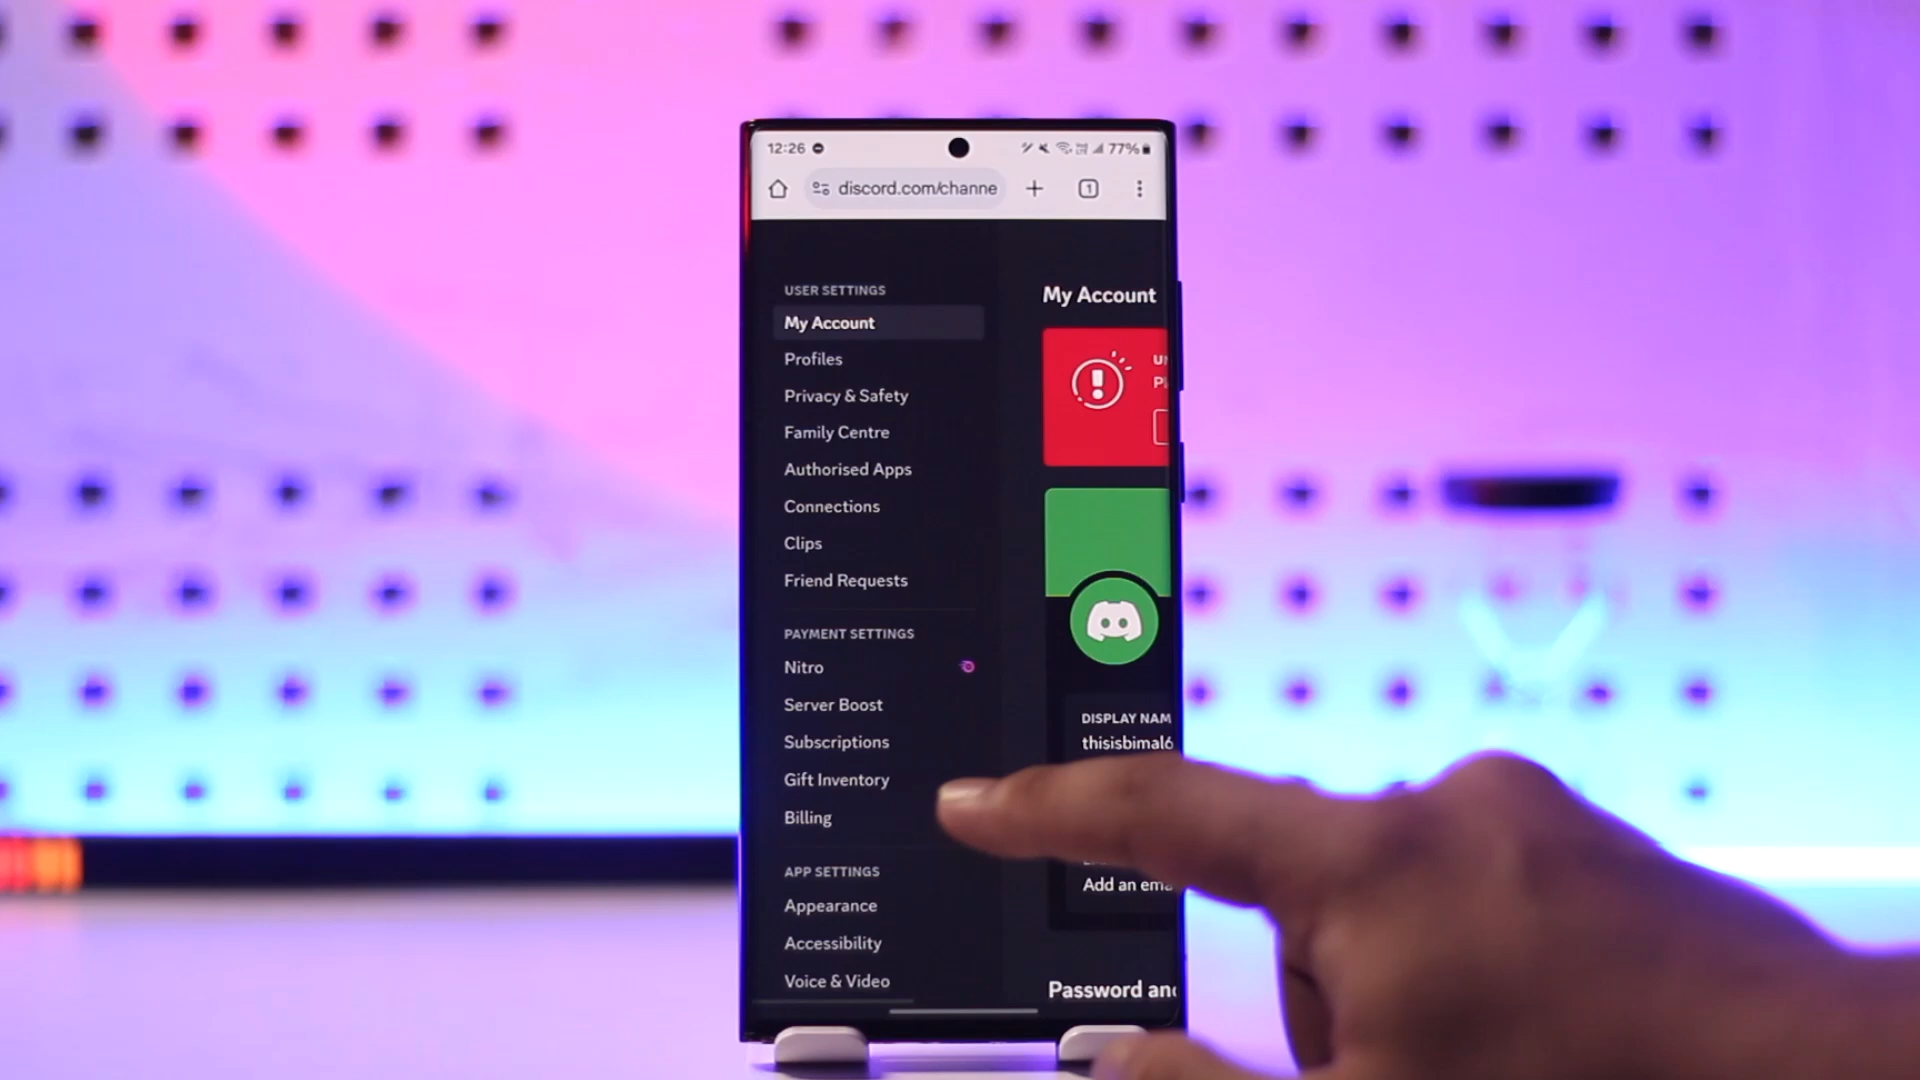 12:26
77%
discord.com/channe
1
USER SETTINGS
My Account
Profiles
Privacy & Safety
Family Centre
Authorised Apps
Connections
Clips
Friend Requests
PAYMENT SETTINGS
Nitro
Server Boost
Subscriptions
Gift Inventory
Billing
APP SETTINGS
Appearance
Accessibility
Voice & Video
My Account
DISPLAY NAM
thisisbimal6
Add an ema
Password and